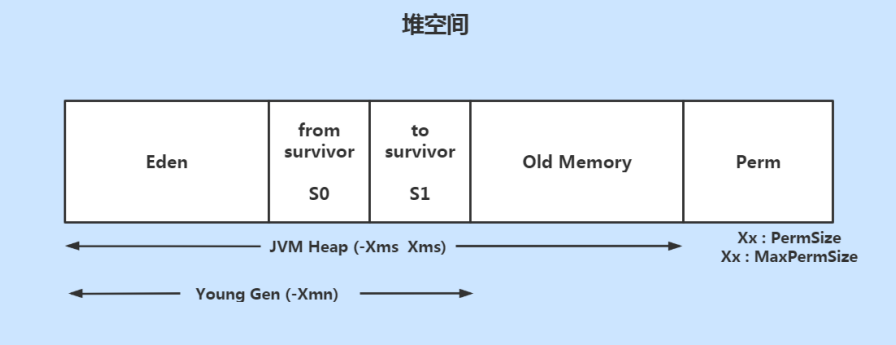 堆空间
Eden
from
survivor
S0
to
survivor
S1
Old Memory
Perm
JVM Heap (-Xms  Xms)
Xx : PermSize
Xx : MaxPermSize
Young Gen (-Xmn)